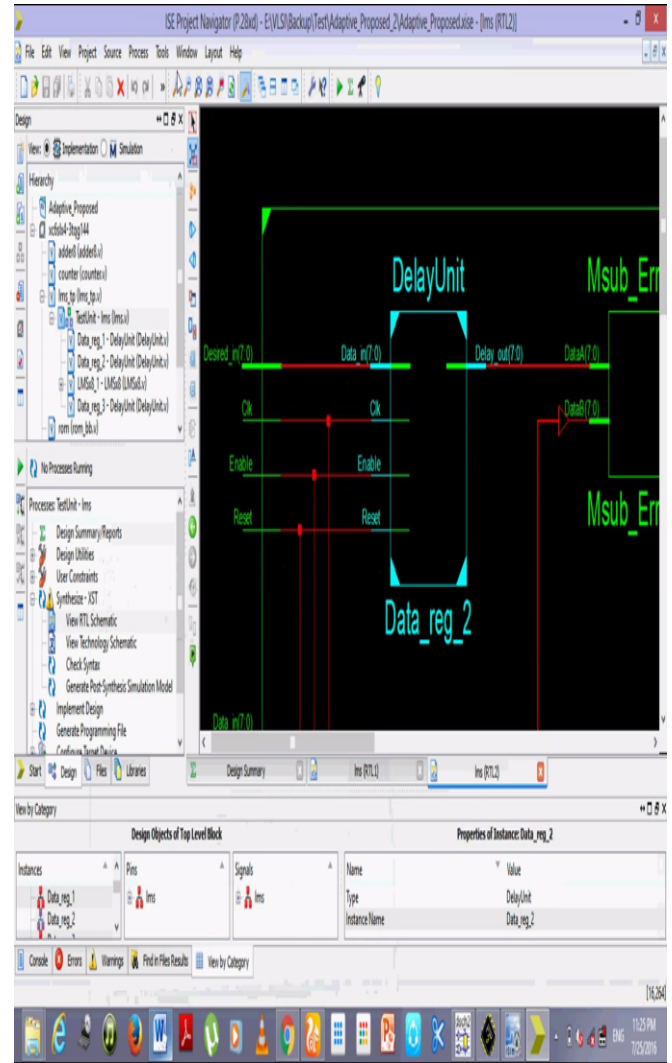 ISE Project Navigator (P.28xd) - E:\VLSI\Backup\Test\Adaptive_Proposed_2\Adaptive_Proposed.xise - [lms (RTL2)]
File Edit View Project Source Process Tools Window Layout Help
Design
View: Implementation Simulation
Hierarchy
Adaptive_Proposed
xc6slx4-3tqg144
adder8 (adder8.v)
counter (counter.v)
lms_tp (lms_tp.v)
TestUnit - lms (lms.v)
Data_reg_1 - DelayUnit (DelayUnit.v)
Data_reg_2 - DelayUnit (DelayUnit.v)
LMSx8_1 - LMSx8 (LMSx8.v)
Data_reg_3 - DelayUnit (DelayUnit.v)
rom (rom_bb.v)
No Processes Running
Processes: TestUnit - lms
Design Summary/Reports
Design Utilities
User Constraints
Synthesize - XST
View RTL Schematic
View Technology Schematic
Check Syntax
Generate Post-Synthesis Simulation Model
Implement Design
Generate Programming File
Configure Target Device
Start Design Files Libraries
DelayUnit
Msub_Err
Desired_in(7:0) Data_in(7:0) Delay_out(7:0) DataA(7:0)
Clk Clk DataB(7:0)
Enable Enable
Reset Reset
Msub_Err
Data_reg_2
Data_in(7:0)
Design Summary lms (RTL1) lms (RTL2)
View by Category
Design Objects of Top Level Block Properties of Instance: Data_reg_2
Instances Pins Signals Name Value
Data_reg_1 lms lms Type DelayUnit
Data_reg_2 Instance Name Data_reg_2
Console Errors Warnings Find in Files Results View by Category
[16,264]
ENG 11:25 PM
7/25/2016